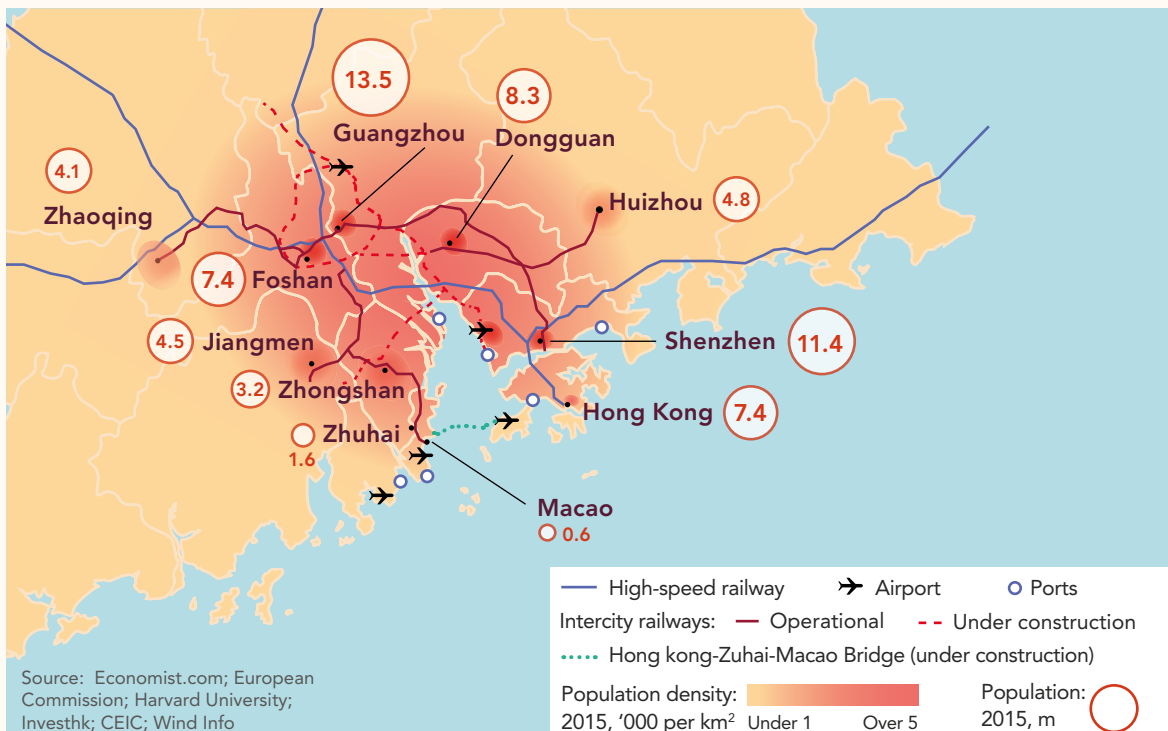 13.5
Guangzhou
8.3
Dongguan
4.1
Zhaoqing
Huizhou
4.8
7.4
Foshan
4.5
Jiangmen
3.2
Zhongshan
Shenzhen
11.4
Hong Kong
7.4
Zhuhai
1.6
Macao
0.6
High-speed railway
Airport
Ports
Intercity railways:
Operational
Under construction
Hong kong-Zuhai-Macao Bridge (under construction)
Population density:
2015, ‘000 per km²
Under 1
Over 5
Population:
2015, m
Source: Economist.com; European
Commission; Harvard University;
Investhk; CEIC; Wind Info